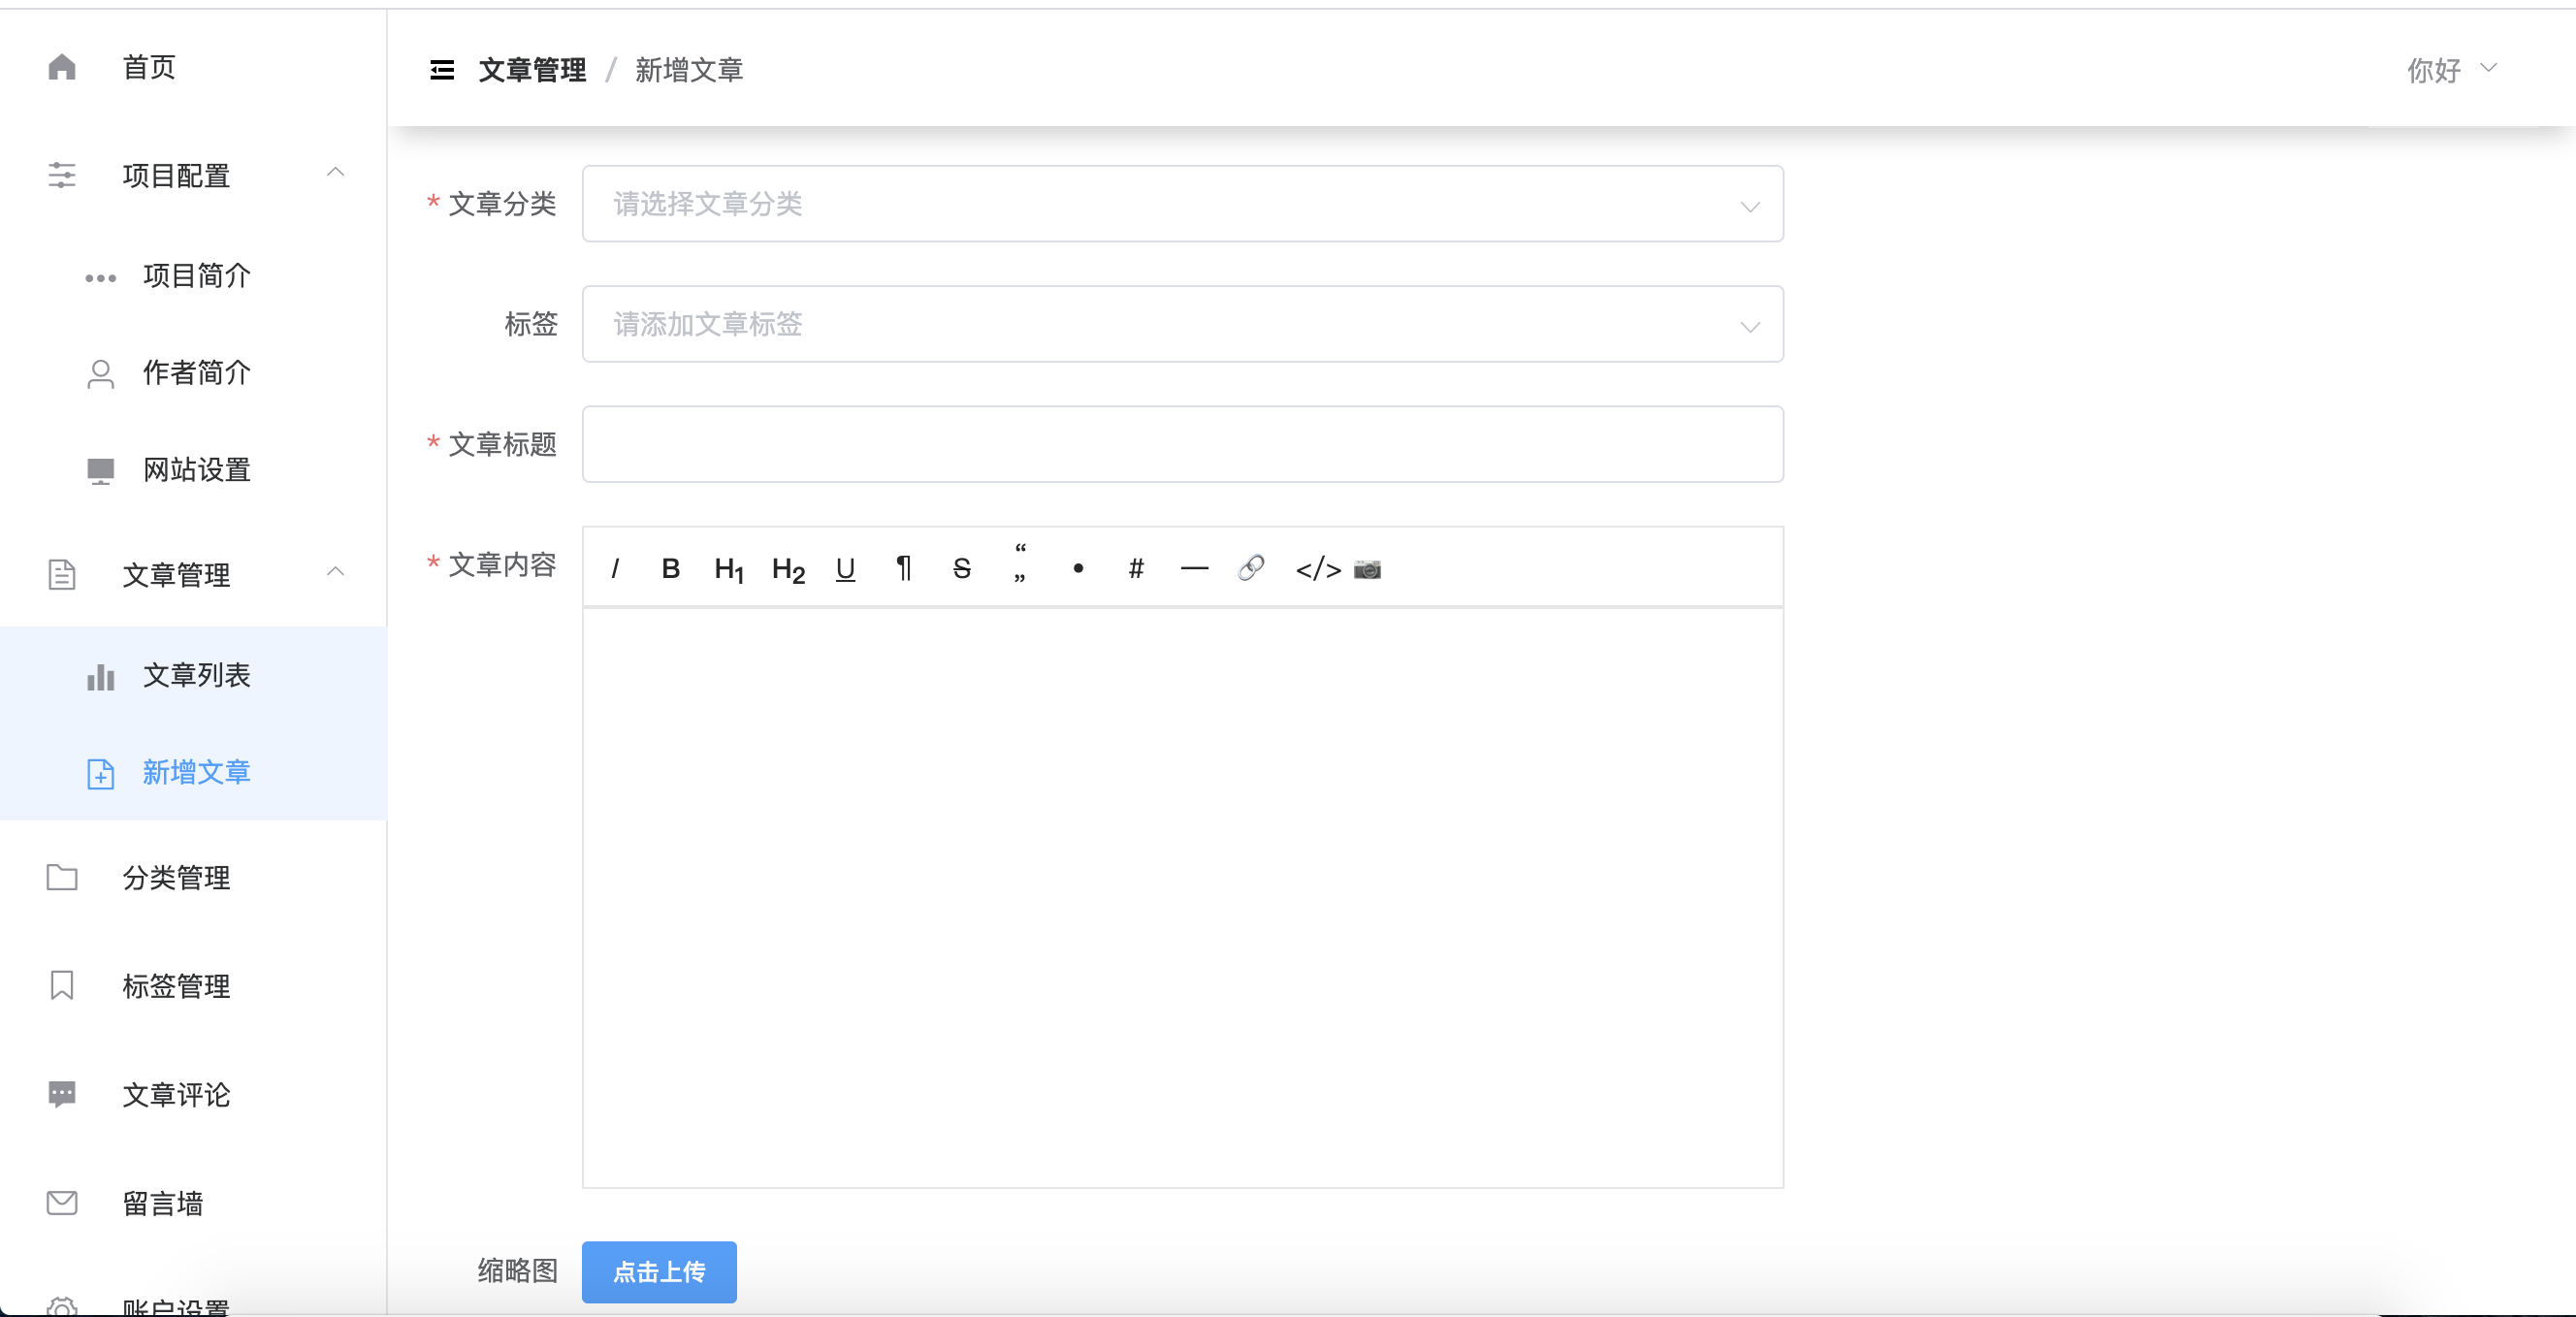 首页
项目配置
项目简介
作者简介
网站设置
文章管理
文章列表
新增文章
分类管理
标签管理
文章评论
留言墙
账户设置
文章管理 / 新增文章
你好
* 文章分类 请选择文章分类
标签 请添加文章标签
* 文章标题
* 文章内容
I B H1 H2 U ¶ S “ ” • # — </>
缩略图 点击上传